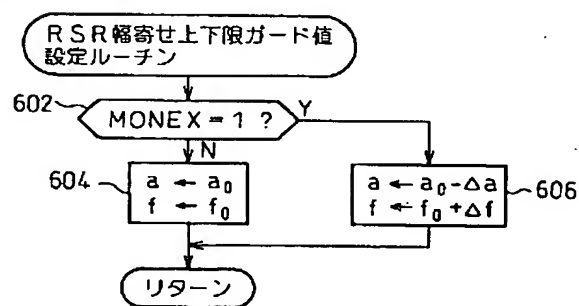 RSR幅寄せ上下限ガード値
設定ルーチン
602
MONEX=1?
Y
N
604
a ← a₀
f ← f₀
a ← a₀-Δa
f ← f₀+Δf
606
リターン